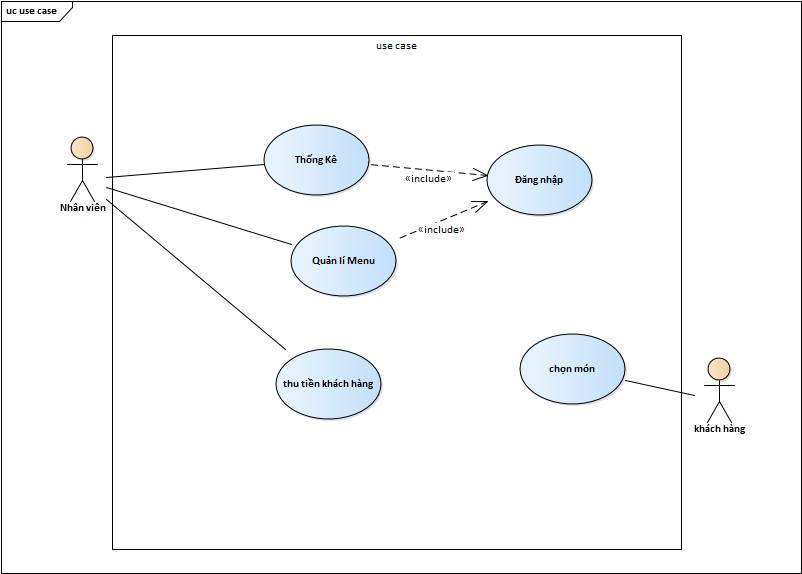 uc use case
use case
Thống Kê
«include»
Đăng nhập
Nhân viên
«include»
Quản lí Menu
thu tiền khách hàng
chọn món
khách hàng